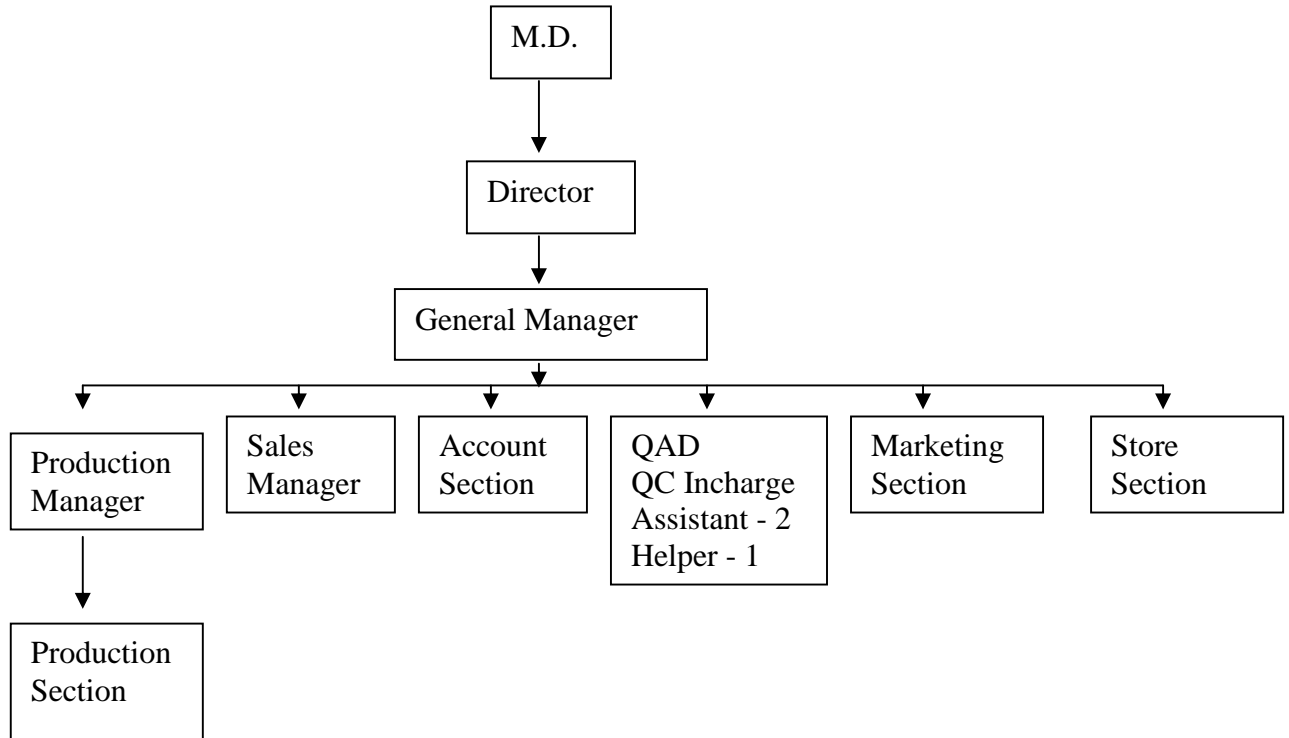 M.D.
Director
General Manager
Production
Manager
Sales
Manager
Account
Section
QAD
QC Incharge
Assistant - 2
Helper - 1
Marketing
Section
Store
Section
Production
Section